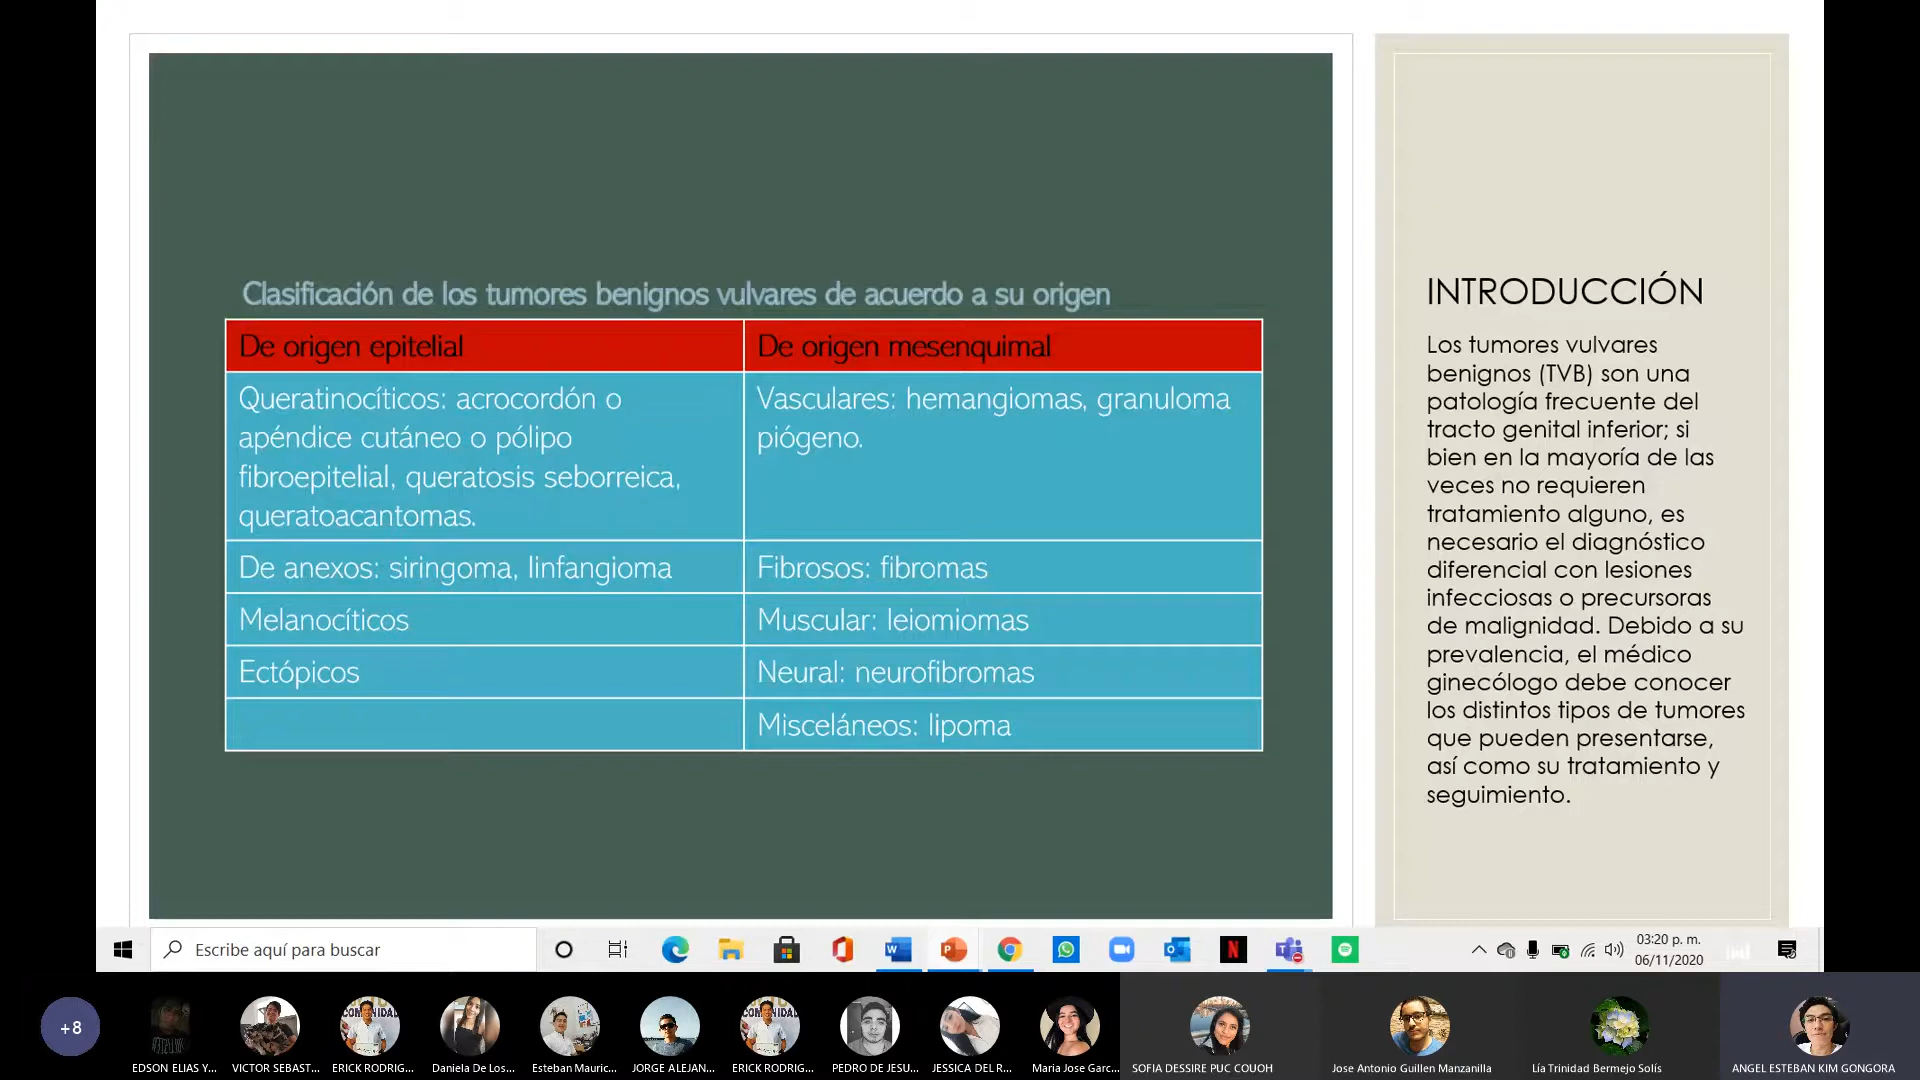 Clasificación de los tumores benignos vulvares de acuerdo a su origen
De origen epitelial
De origen mesenquimal
Queratinocíticos: acrocordón o
apéndice cutáneo o pólipo
fibroepitelial, queratosis seborreica,
queratoacantomas.
Vasculares: hemangiomas, granuloma
piógeno.
De anexos: siringoma, linfangioma
Fibrosos: fibromas
Melanocíticos
Muscular: leiomiomas
Ectópicos
Neural: neurofibromas
Misceláneos: lipoma
INTRODUCCIÓN
Los tumores vulvares
benignos (TVB) son una
patología frecuente del
tracto genital inferior; si
bien en la mayoría de las
veces no requieren
tratamiento alguno, es
necesario el diagnóstico
diferencial con lesiones
infecciosas o precursoras
de malignidad. Debido a su
prevalencia, el médico
ginecólogo debe conocer
los distintos tipos de tumores
que pueden presentarse,
así como su tratamiento y
seguimiento.
Escribe aquí para buscar
03:20 p. m.
06/11/2020
+8
EDSON ELIAS Y...
VICTOR SEBAST...
ERICK RODRIG...
Daniela De Los...
Esteban Mauric...
JORGE ALEJAN...
ERICK RODRIG...
PEDRO DE JESU...
JESSICA DEL R...
Maria Jose Garc...
SOFIA DESSIRE PUC COUOH
Jose Antonio Guillen Manzanilla
Lía Trinidad Bermejo Solís
ANGEL ESTEBAN KIM GONGORA